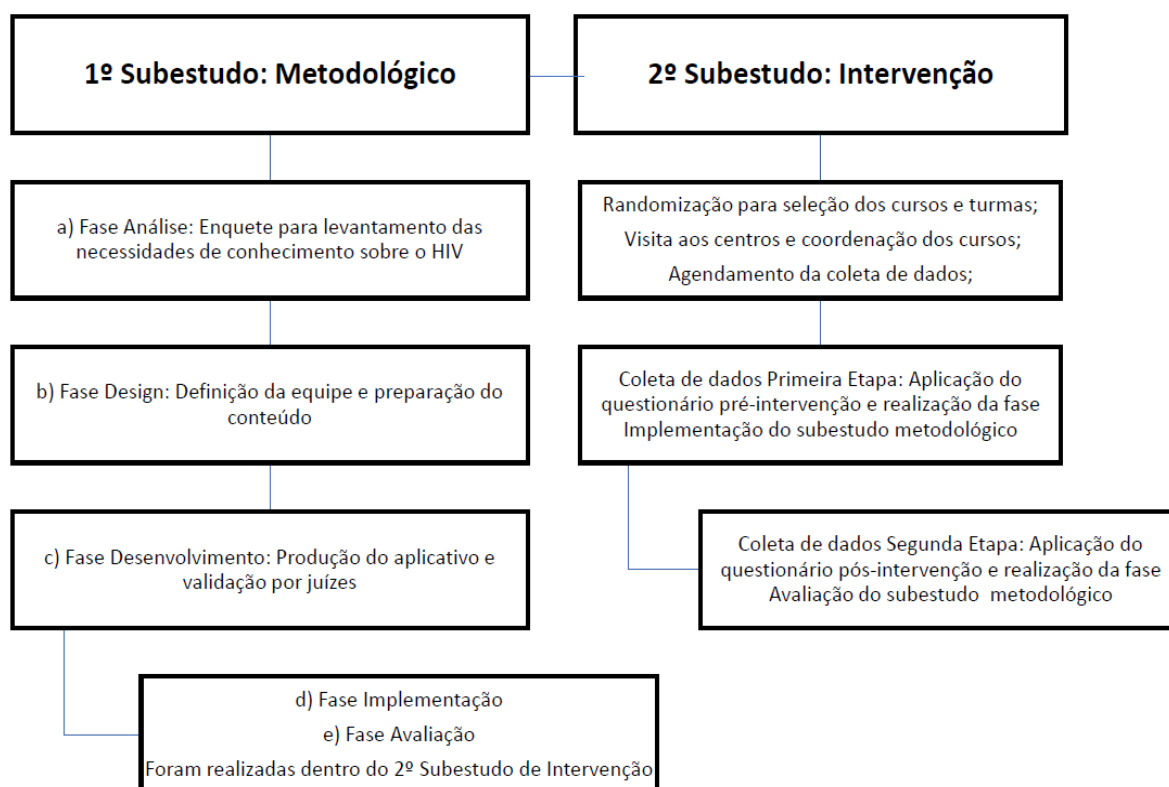 1º Subestudo: Metodológico
2º Subestudo: Intervenção
a) Fase Análise: Enquete para levantamento das
necessidades de conhecimento sobre o HIV
b) Fase Design: Definição da equipe e preparação do
conteúdo
c) Fase Desenvolvimento: Produção do aplicativo e
validação por juízes
d) Fase Implementação
e) Fase Avaliação
Foram realizadas dentro do 2º Subestudo de Intervenção
Randomização para seleção dos cursos e turmas;
Visita aos centros e coordenação dos cursos;
Agendamento da coleta de dados;
Coleta de dados Primeira Etapa: Aplicação do
questionário pré-intervenção e realização da fase
Implementação do subestudo metodológico
Coleta de dados Segunda Etapa: Aplicação do
questionário pós-intervenção e realização da fase
Avaliação do subestudo metodológico